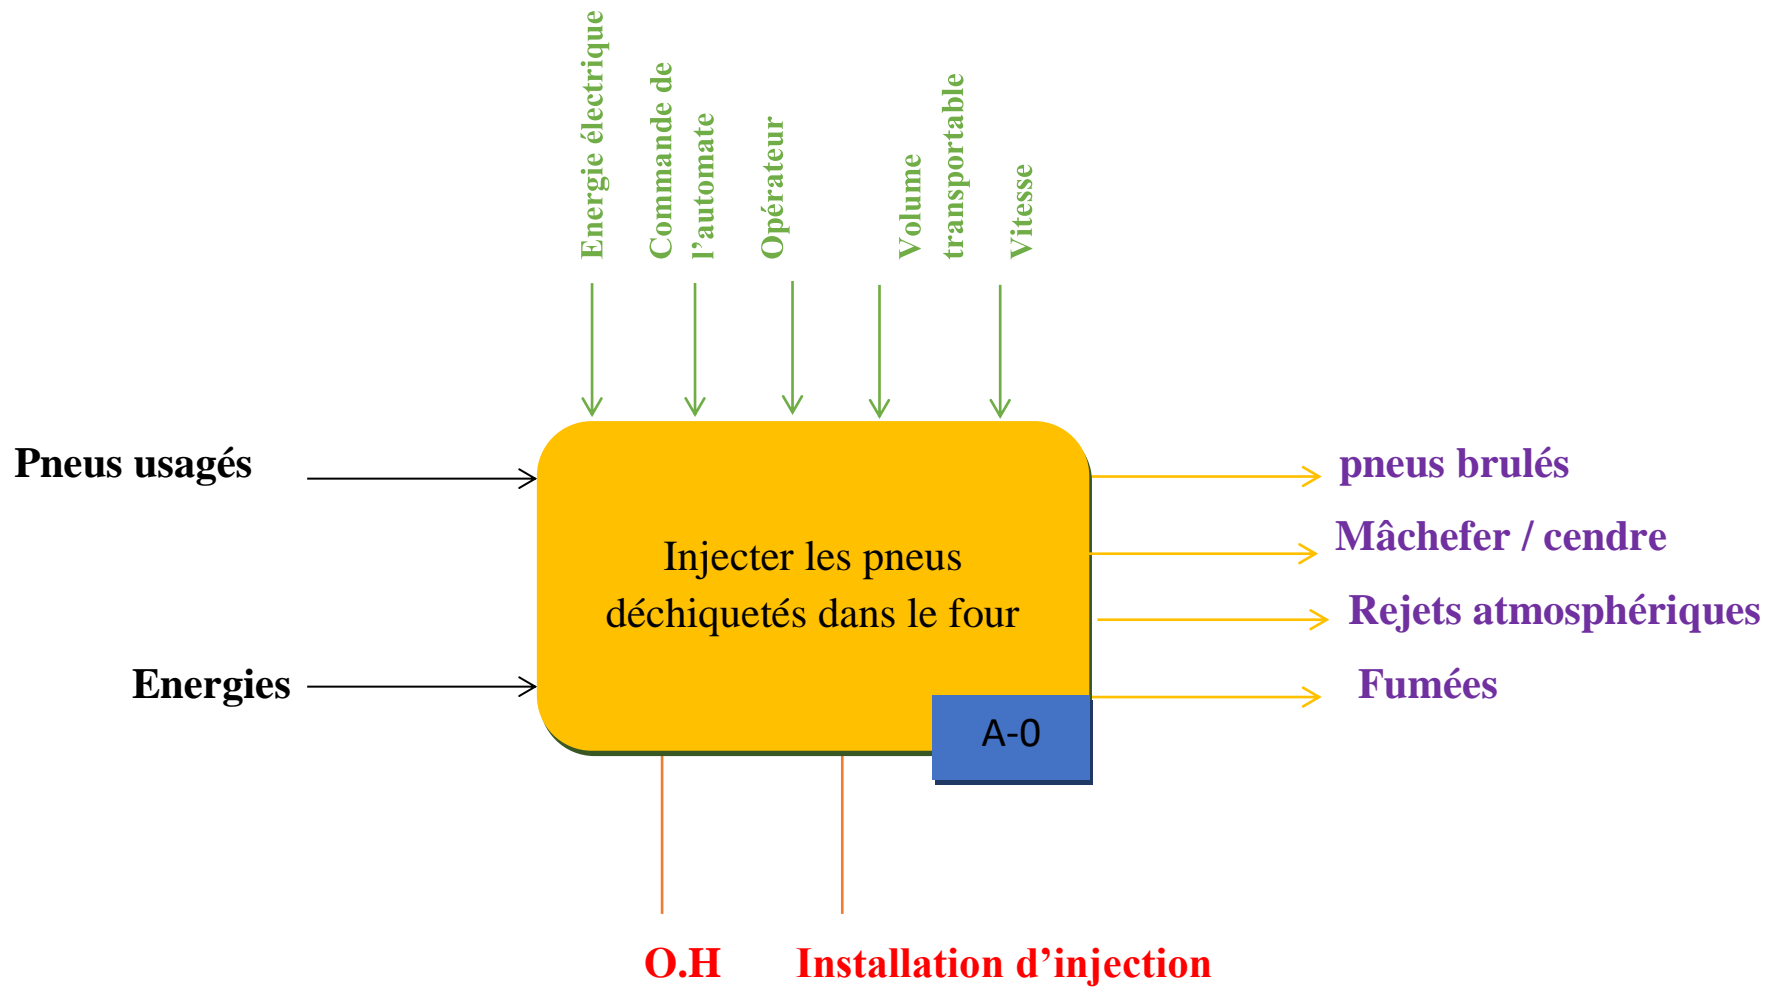 Energie électrique
Commande de
l’automate
Opérateur
Volume
transportable
Vitesse
Pneus usagés
Energies
Injecter les pneus
déchiquetés dans le four
A-0
pneus brulés
Mâchefer / cendre
Rejets atmosphériques
Fumées
O.H
Installation d’injection